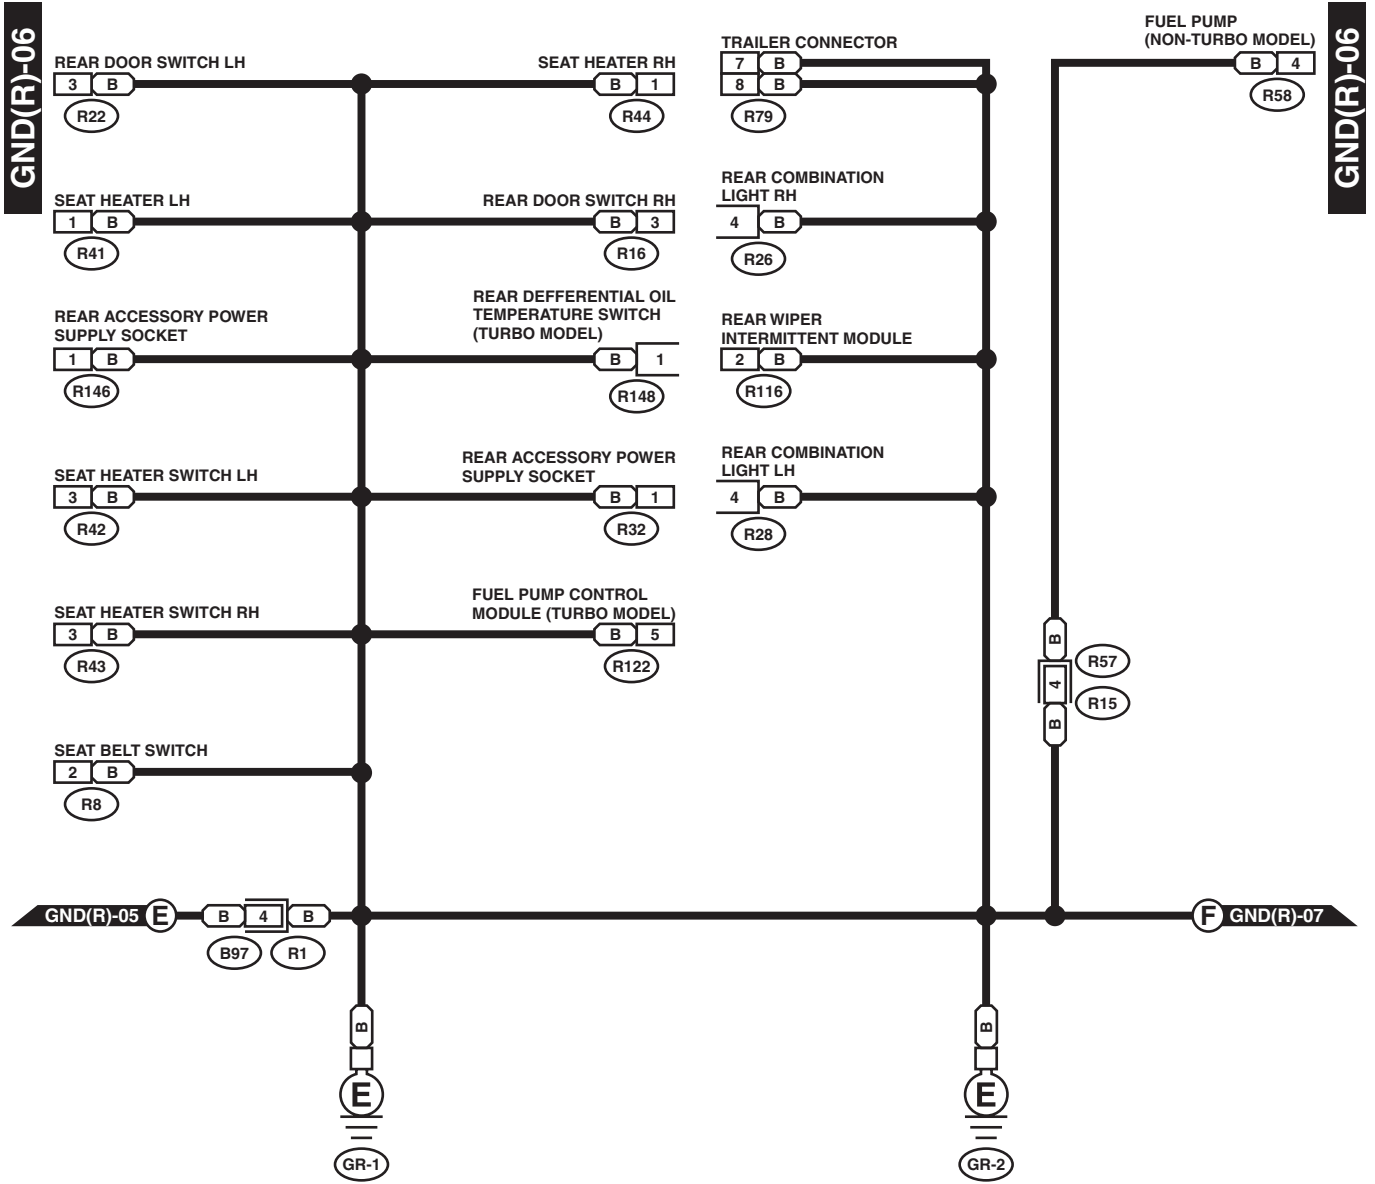 GND(R)-06
REAR DOOR SWITCH LH
3 B
R22
SEAT HEATER LH
1 B
R41
REAR ACCESSORY POWER
SUPPLY SOCKET
1 B
R146
SEAT HEATER SWITCH LH
3 B
R42
SEAT HEATER SWITCH RH
3 B
R43
SEAT BELT SWITCH
2 B
R8
SEAT HEATER RH
B 1
R44
REAR DOOR SWITCH RH
B 3
R16
REAR DEFFERENTIAL OIL
TEMPERATURE SWITCH
(TURBO MODEL)
B 1
R148
REAR ACCESSORY POWER
SUPPLY SOCKET
B 1
R32
FUEL PUMP CONTROL
MODULE (TURBO MODEL)
B 5
R122
TRAILER CONNECTOR
7 B
8 B
R79
REAR COMBINATION
LIGHT RH
4 B
R26
REAR WIPER
INTERMITTENT MODULE
2 B
R116
REAR COMBINATION
LIGHT LH
4 B
R28
FUEL PUMP
(NON-TURBO MODEL)
B 4
R58
GND(R)-06
B
R57
4
R15
B
GND(R)-05 E
B 4 B
B97 R1
F GND(R)-07
B
E
GR-1
B
E
GR-2